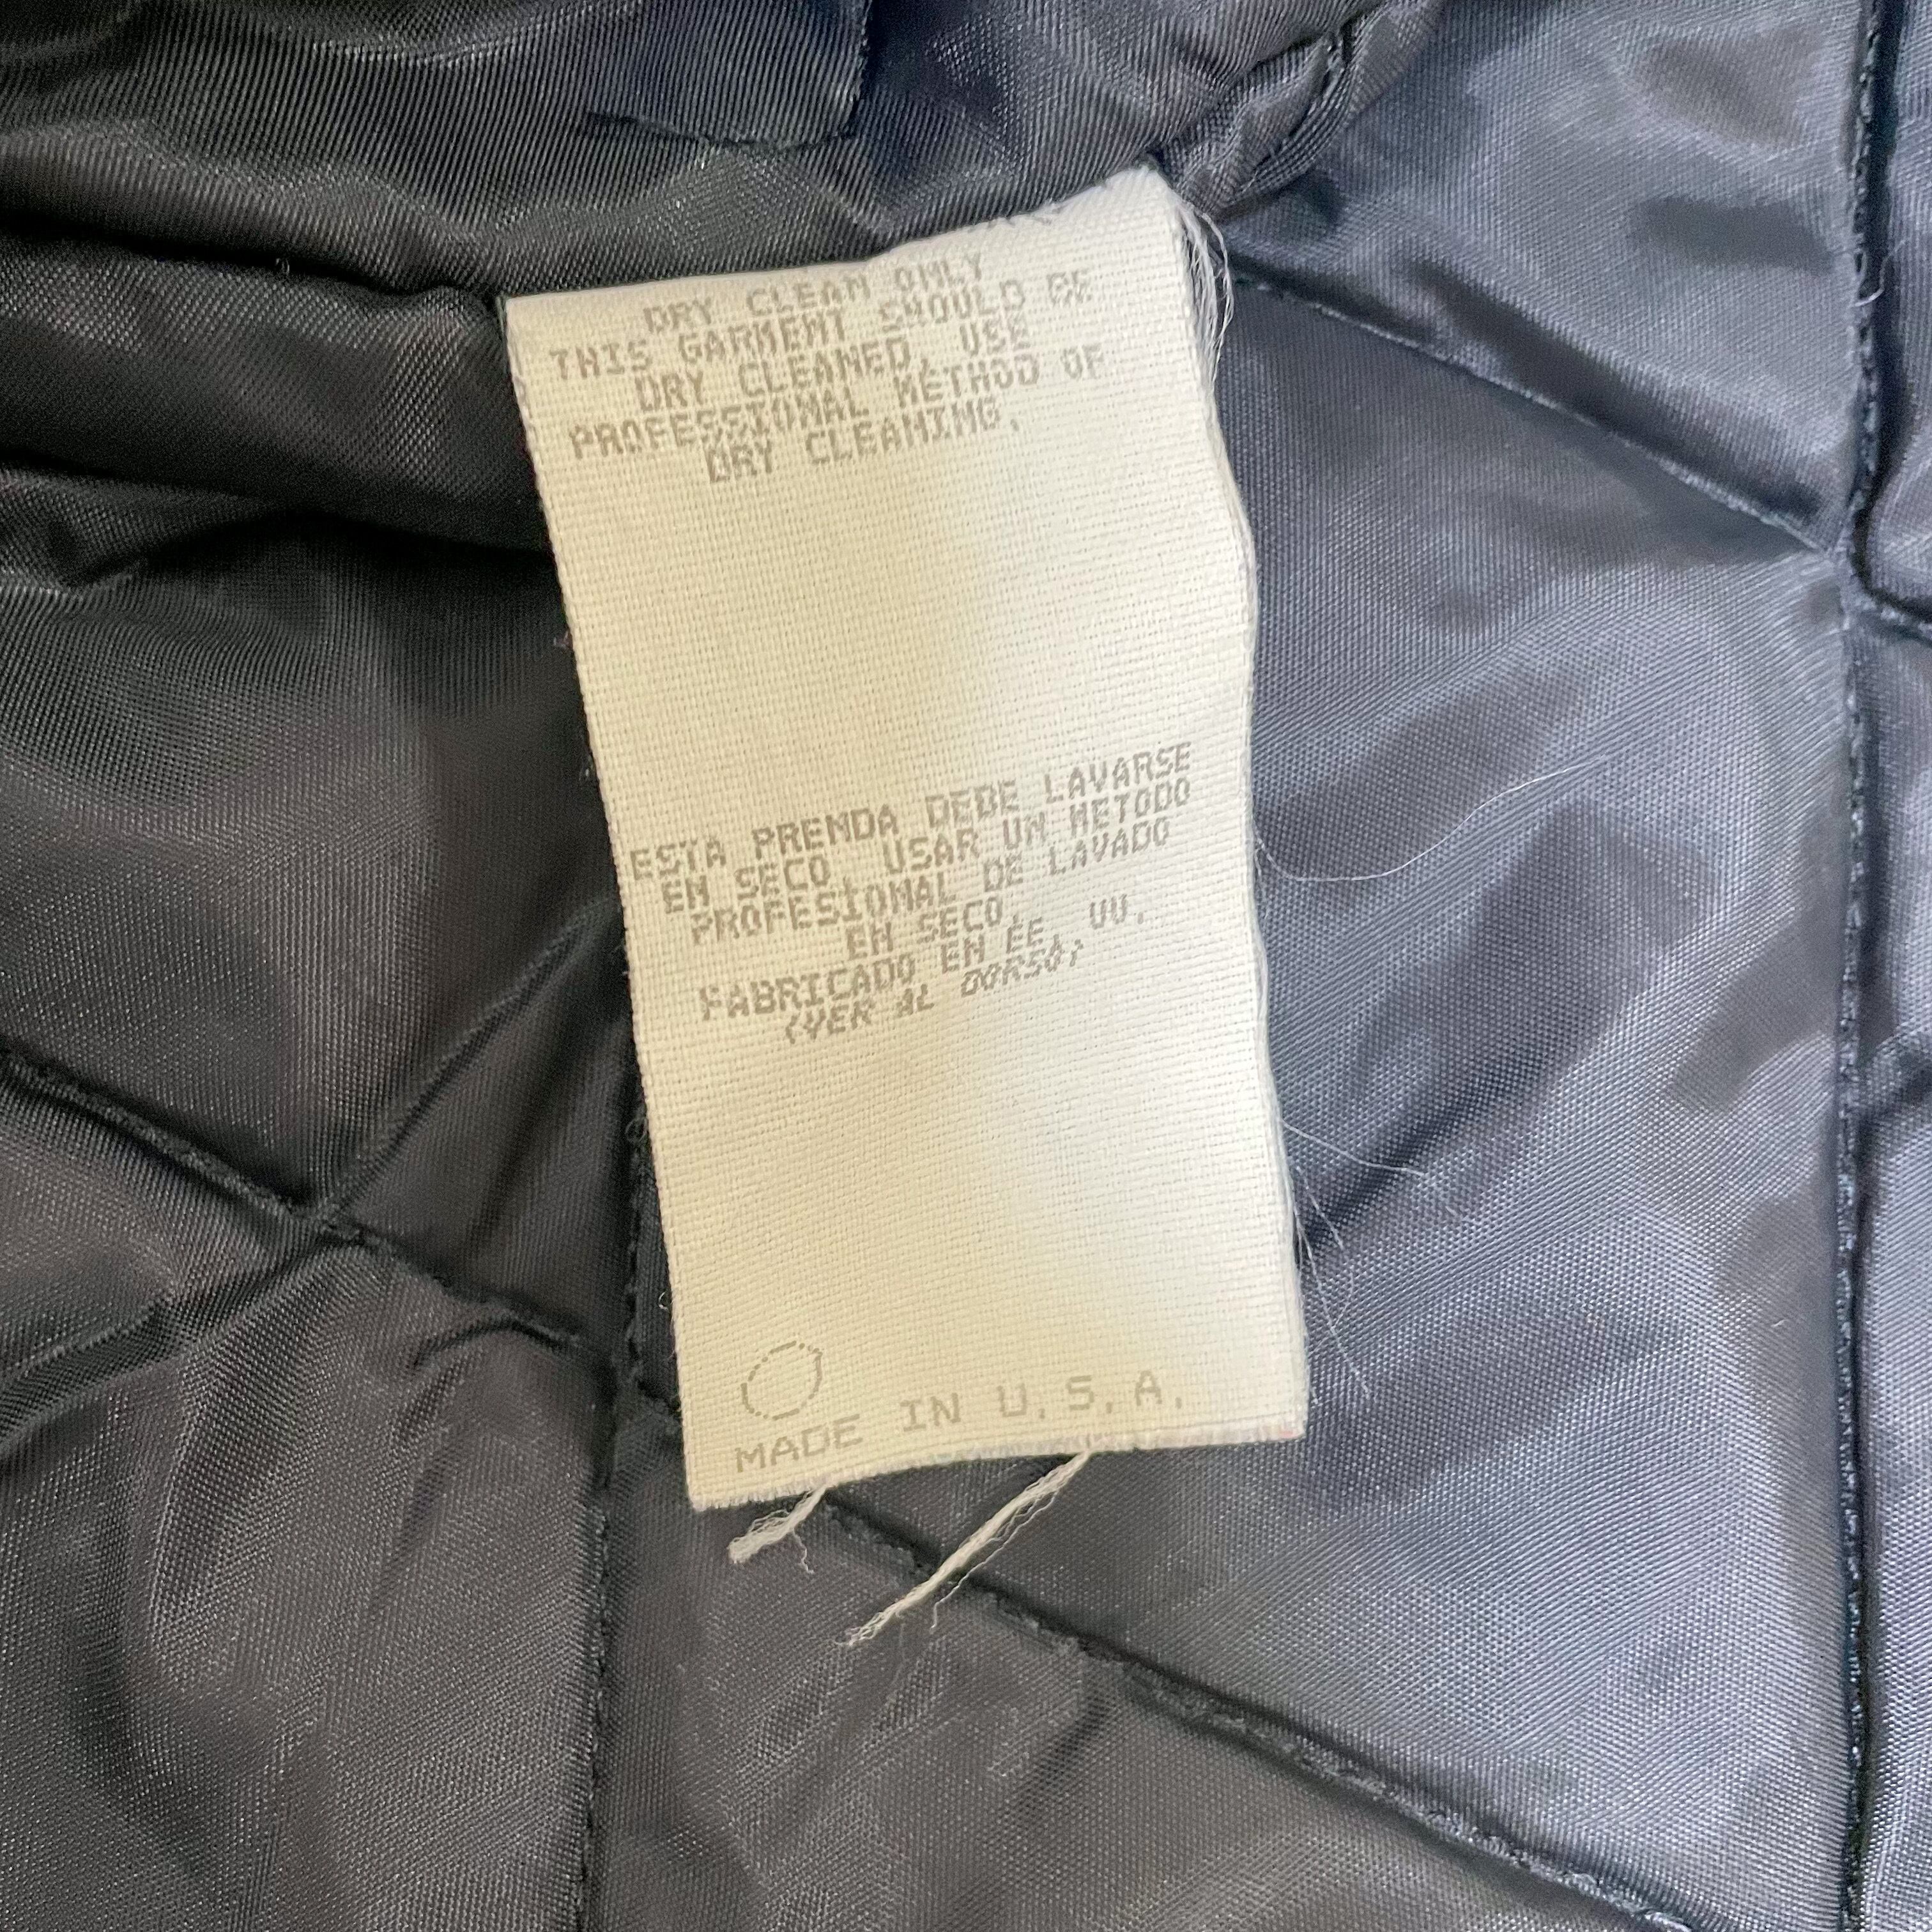 DRY CLEAN ONLY
THIS GARMENT SHOULD BE
DRY CLEANED, USE
PROFESSIONAL METHOD OF
DRY CLEANING.
ESTA PRENDA DEBE LAVARSE
EN SECO, USAR UN METODO
PROFESIONAL DE LAVADO
EN SECO.
FABRICADO EN EE. UU.
(VER AL DORSO)
MADE IN U.S.A.